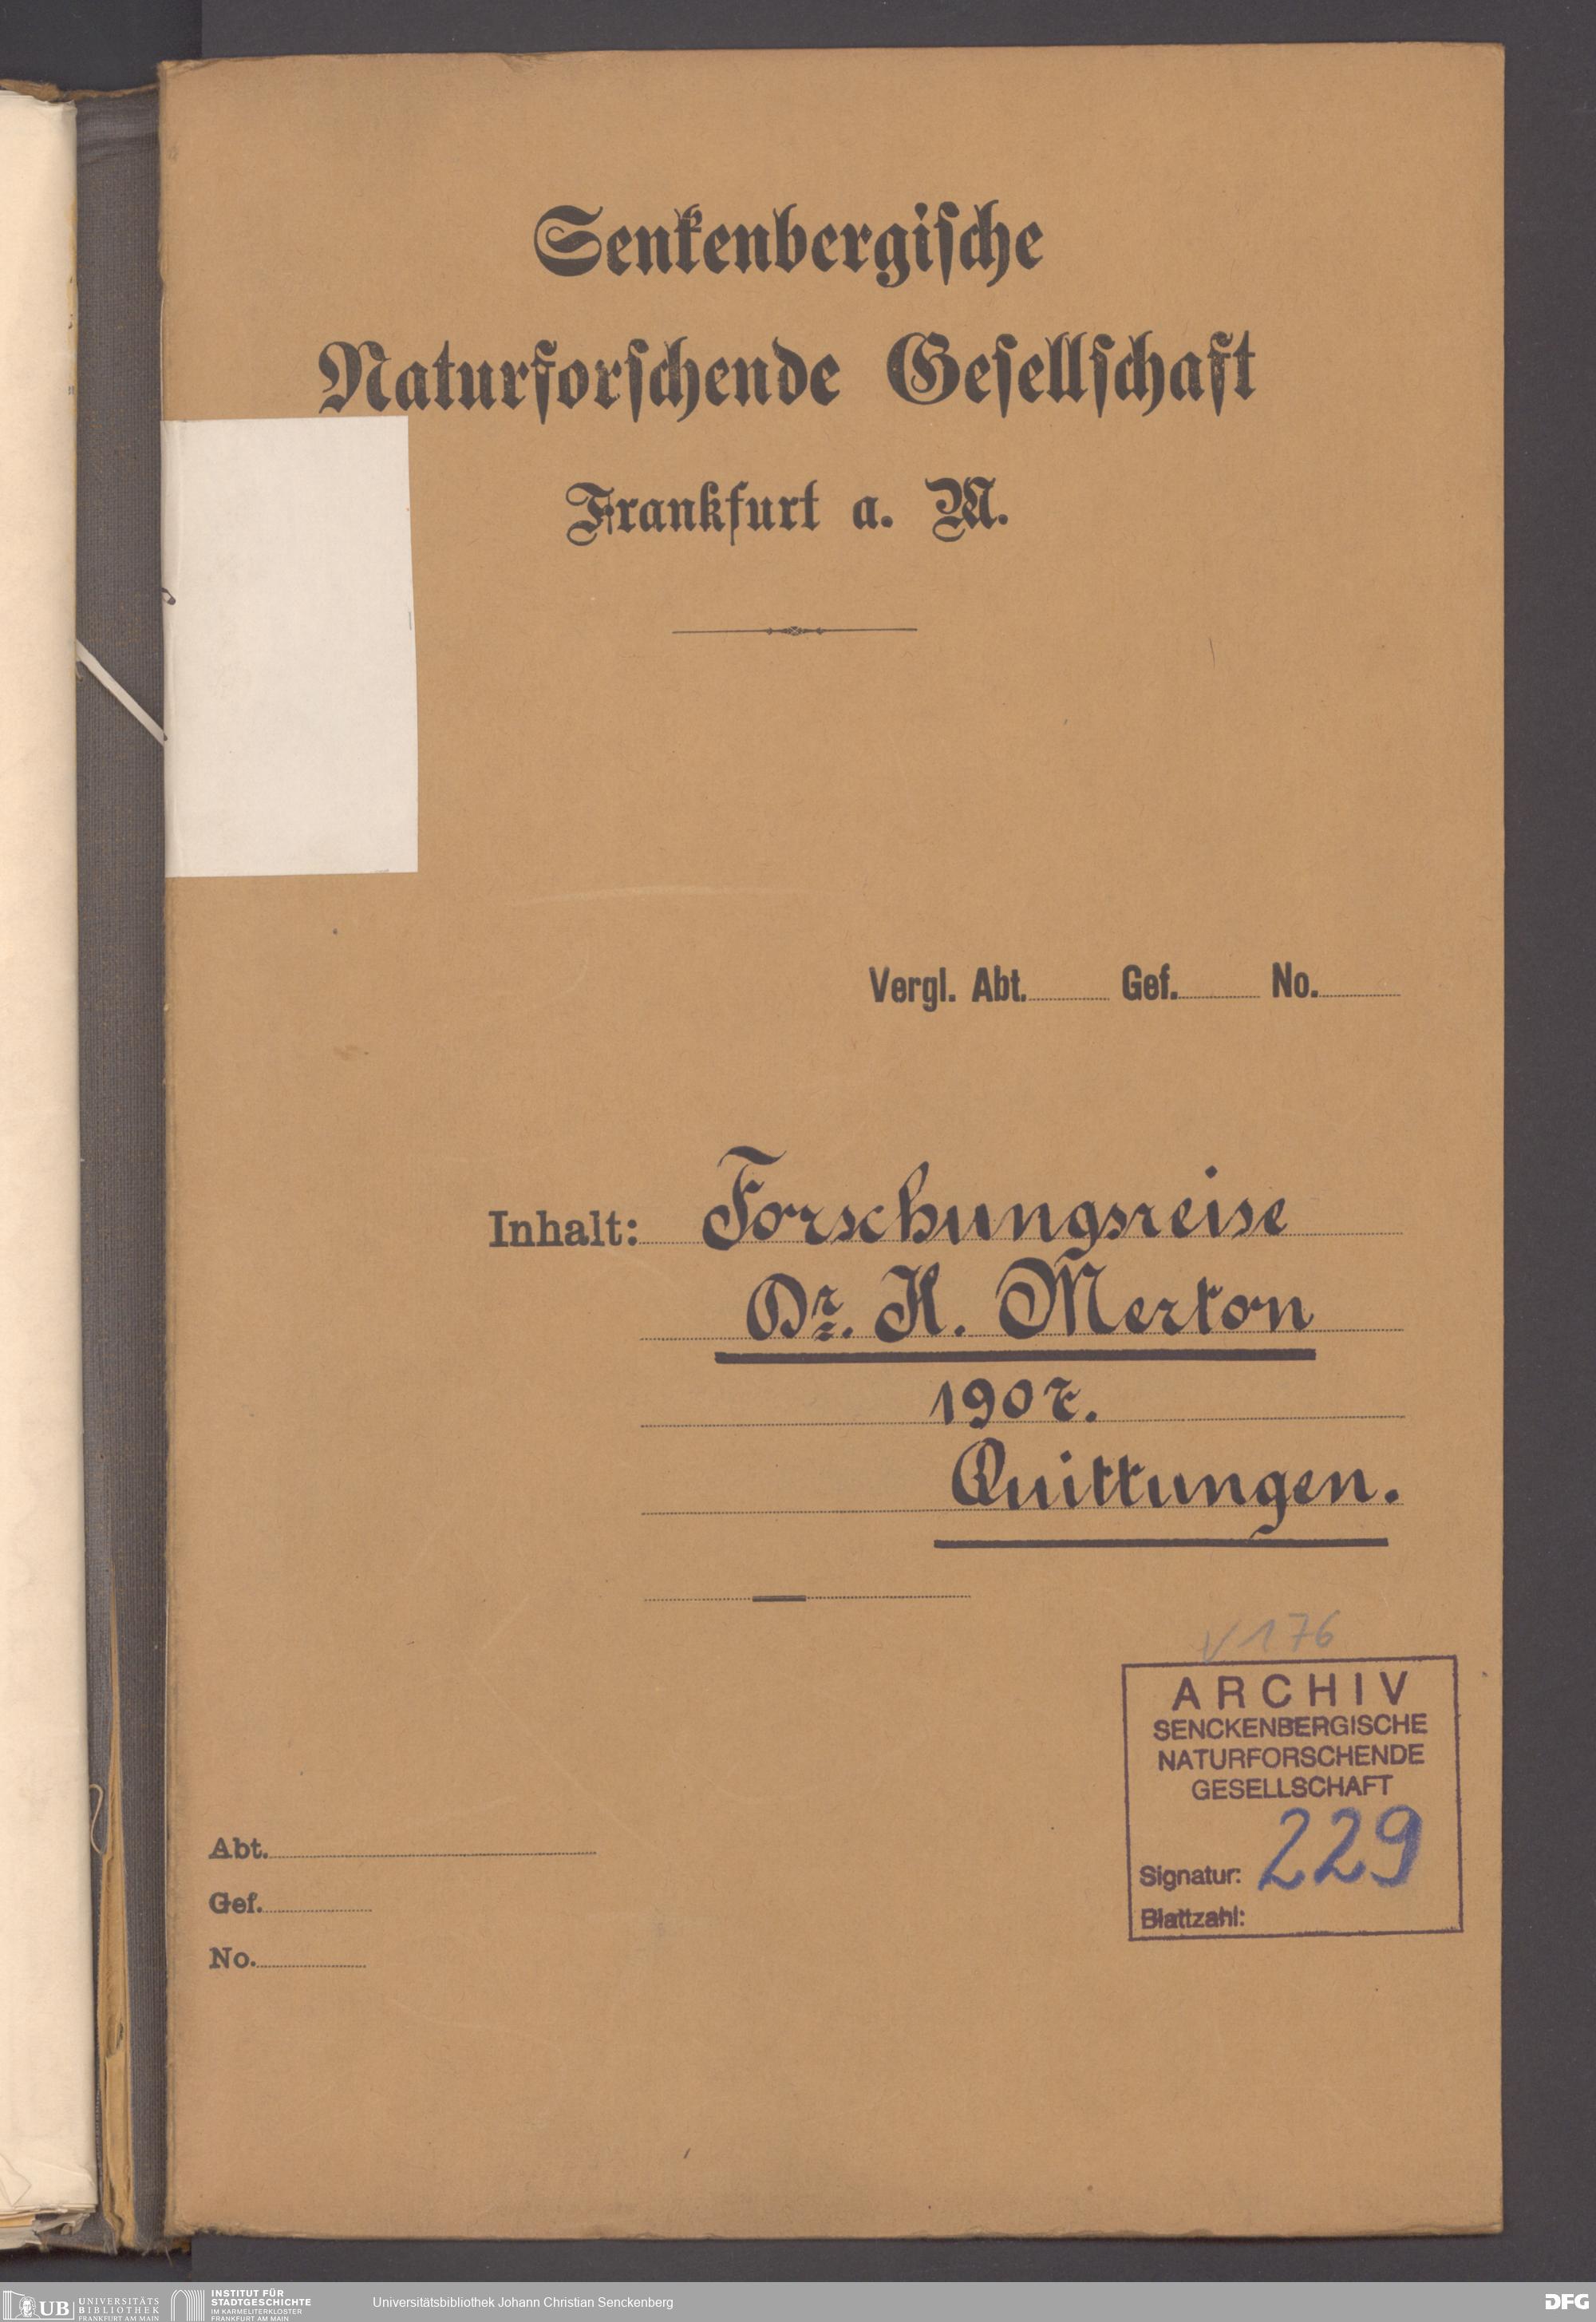 Senkenbergische
Naturforschende Gesellschaft
Frankfurt a. M.
Vergl. Abt. Gef. No.
Inhalt: Forschungsreise
Dr. H. Merton
1907.
Quittungen.
V 176
ARCHIV
SENCKENBERGISCHE
NATURFORSCHENDE
GESELLSCHAFT
Signatur: 229
Blattzahl:
Abt.
Gef.
No.
UB UNIVERSITÄTS
BIBLIOTHEK
FRANKFURT AM MAIN
INSTITUT FÜR
STADTGESCHICHTE
IM KARMELITERKLOSTER
FRANKFURT AM MAIN
Universitätsbibliothek Johann Christian Senckenberg
DFG